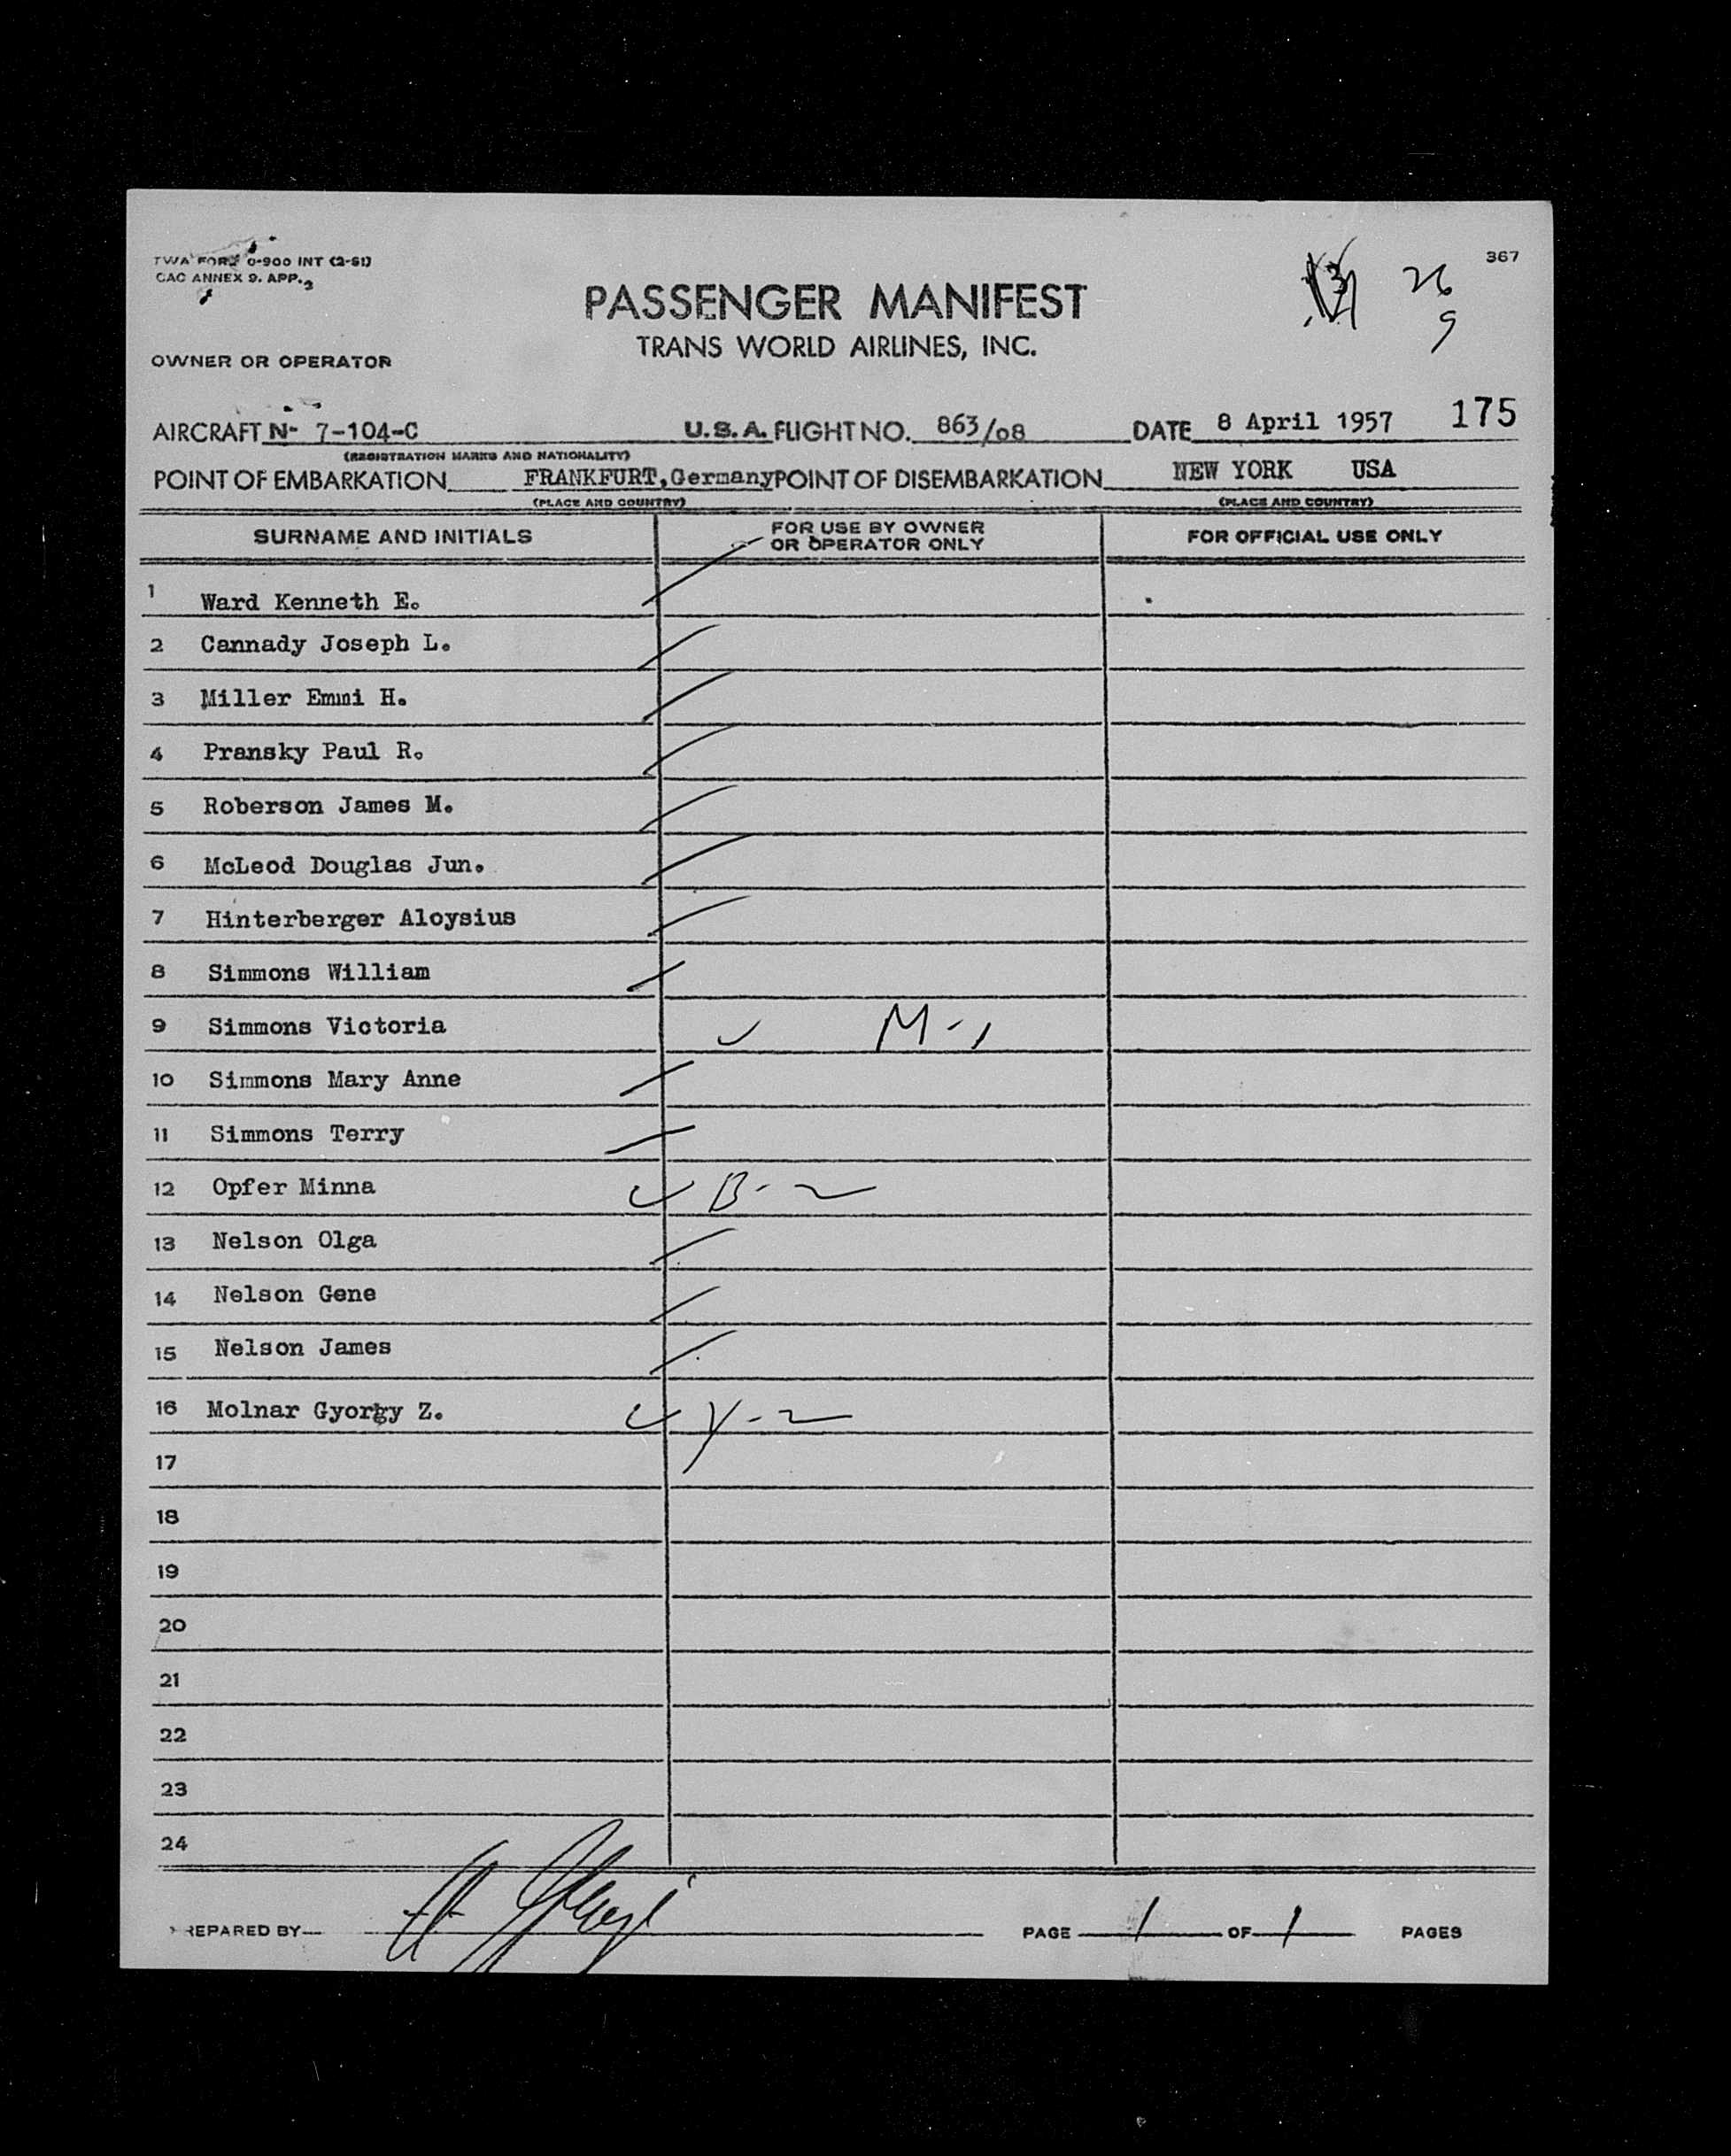 TWA FORM 0-900 INT (2-51)
CAO ANNEX 9. APP. 2
367
26
9
PASSENGER MANIFEST
TRANS WORLD AIRLINES, INC.
OWNER OR OPERATOR
175
AIRCRAFT N- 7-104-C U.S.A. FLIGHT NO. 863/08 DATE 8 April 1957
(REGISTRATION MARKS AND NATIONALITY)
POINT OF EMBARKATION FRANKFURT, Germany POINT OF DISEMBARKATION NEW YORK USA
(PLACE AND COUNTRY) (PLACE AND COUNTRY)
SURNAME AND INITIALS FOR USE BY OWNER OR OPERATOR ONLY FOR OFFICIAL USE ONLY
1 Ward Kenneth E.
2 Cannady Joseph L.
3 Miller Emmi H.
4 Pransky Paul R.
5 Roberson James M.
6 McLeod Douglas Jun.
7 Hinterberger Aloysius
8 Simmons William
9 Simmons Victoria M-1
10 Simmons Mary Anne
11 Simmons Terry
12 Opfer Minna B-2
13 Nelson Olga
14 Nelson Gene
15 Nelson James
16 Molnar Gyorgy Z. Y-2
17
18
19
20
21
22
23
24
PREPARED BY PAGE 1 OF 1 PAGES